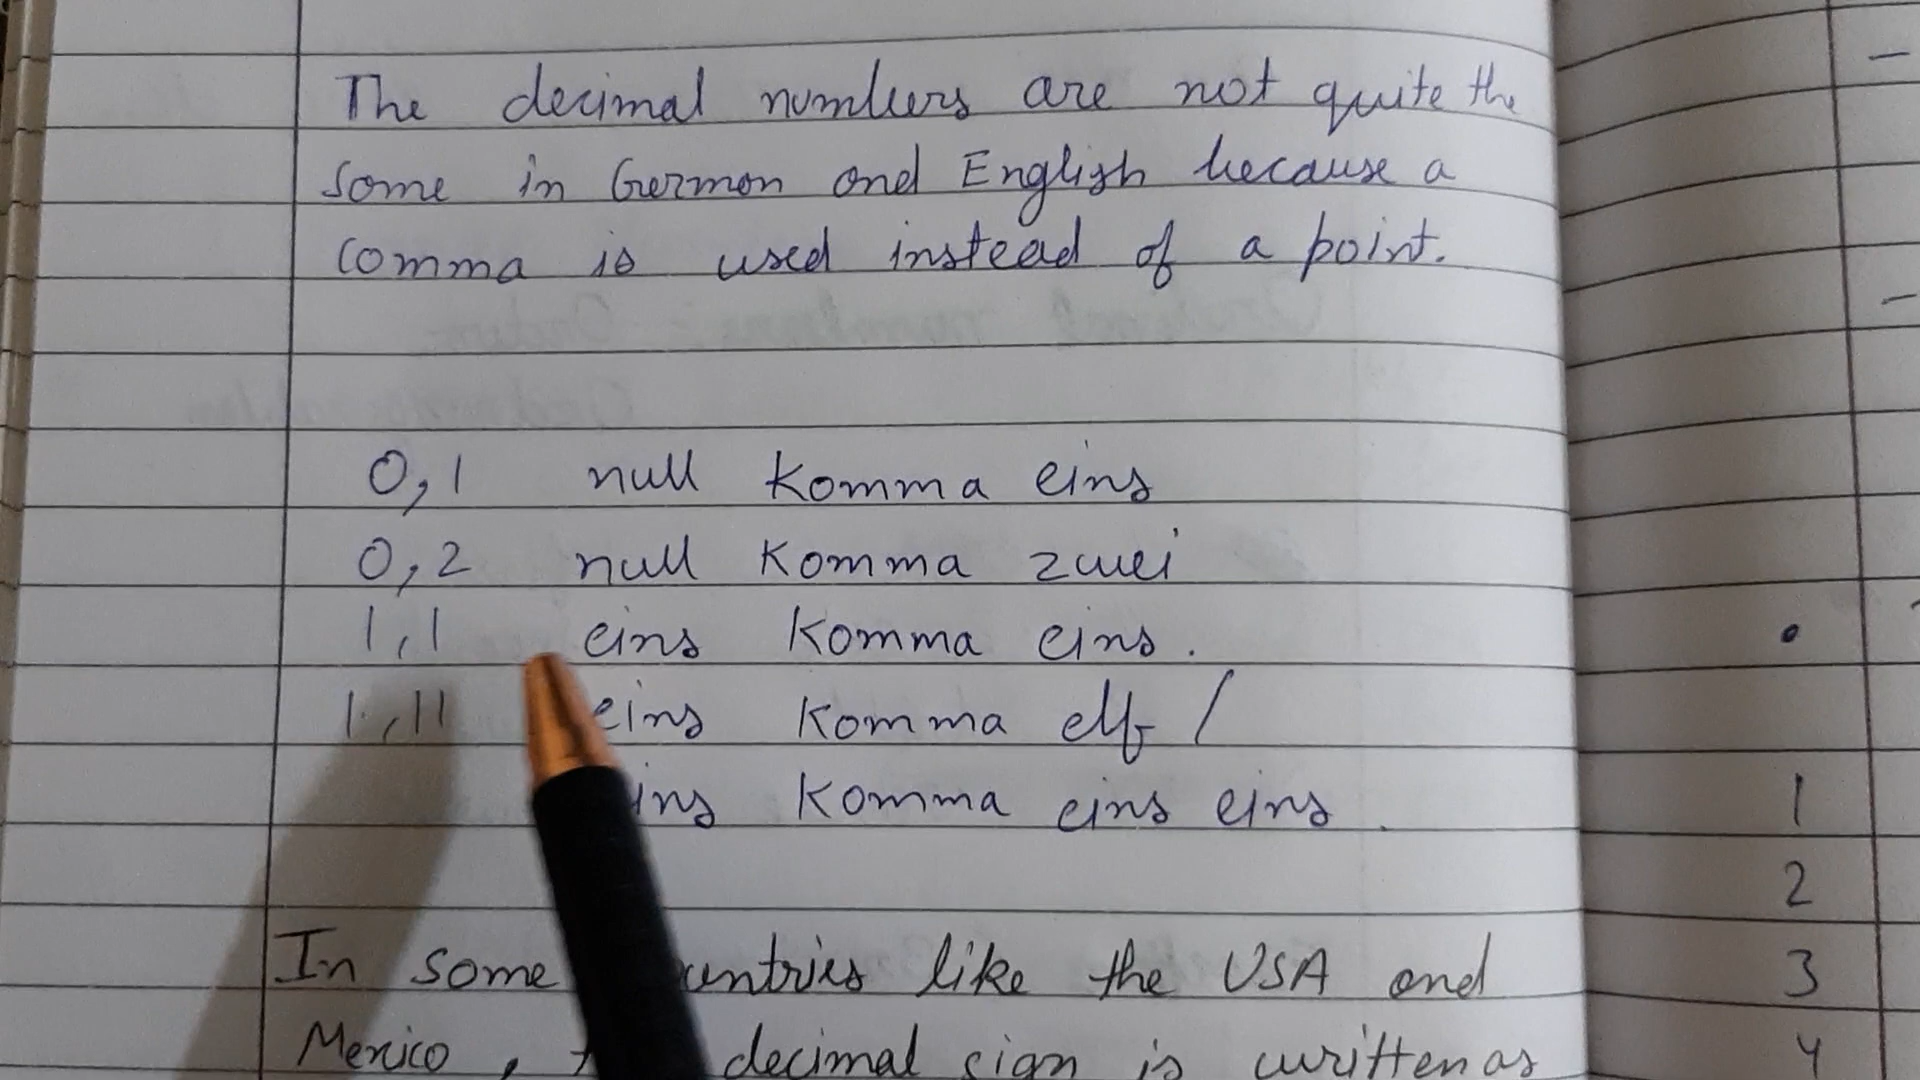 The decimal numbers are not quite the
same in German and English because a
comma is used instead of a point.
0,1 null Komma eins
0,2 null Komma zwei
1,1 eins Komma eins.
1,11 eins Komma elf /
Komma eins eins.
In some like the USA and
Mexico, decimal sign is written as
1
2
3
4